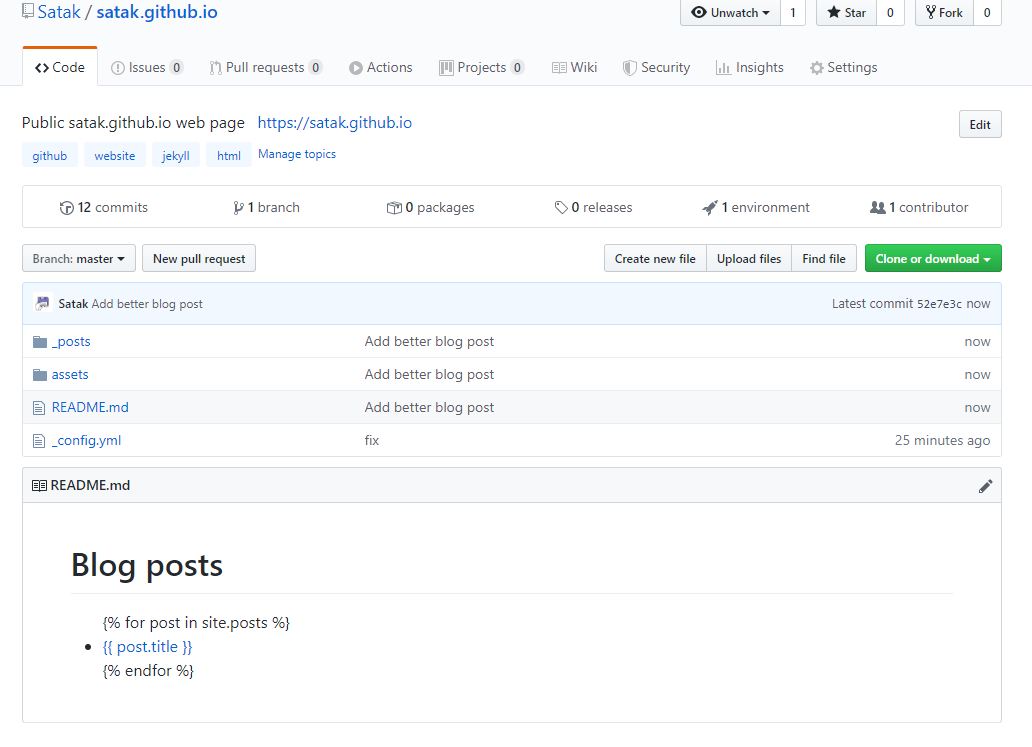 Satak / satak.github.io
Unwatch 1 Star 0 Fork 0
Code Issues 0 Pull requests 0 Actions Projects 0 Wiki Security Insights Settings
Public satak.github.io web page https://satak.github.io Edit
github website jekyll html Manage topics
12 commits 1 branch 0 packages 0 releases 1 environment 1 contributor
Branch: master New pull request Create new file Upload files Find file Clone or download
Satak Add better blog post Latest commit 52e7e3c now
_posts Add better blog post now
assets Add better blog post now
README.md Add better blog post now
_config.yml fix 25 minutes ago
README.md
Blog posts
{% for post in site.posts %}
• {{ post.title }}
{% endfor %}